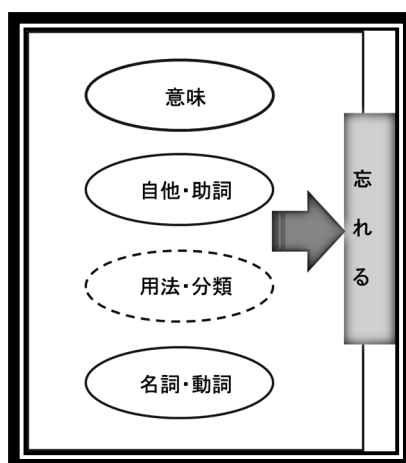 意味
自他･助詞
用法･分類
名詞･動詞
忘れる